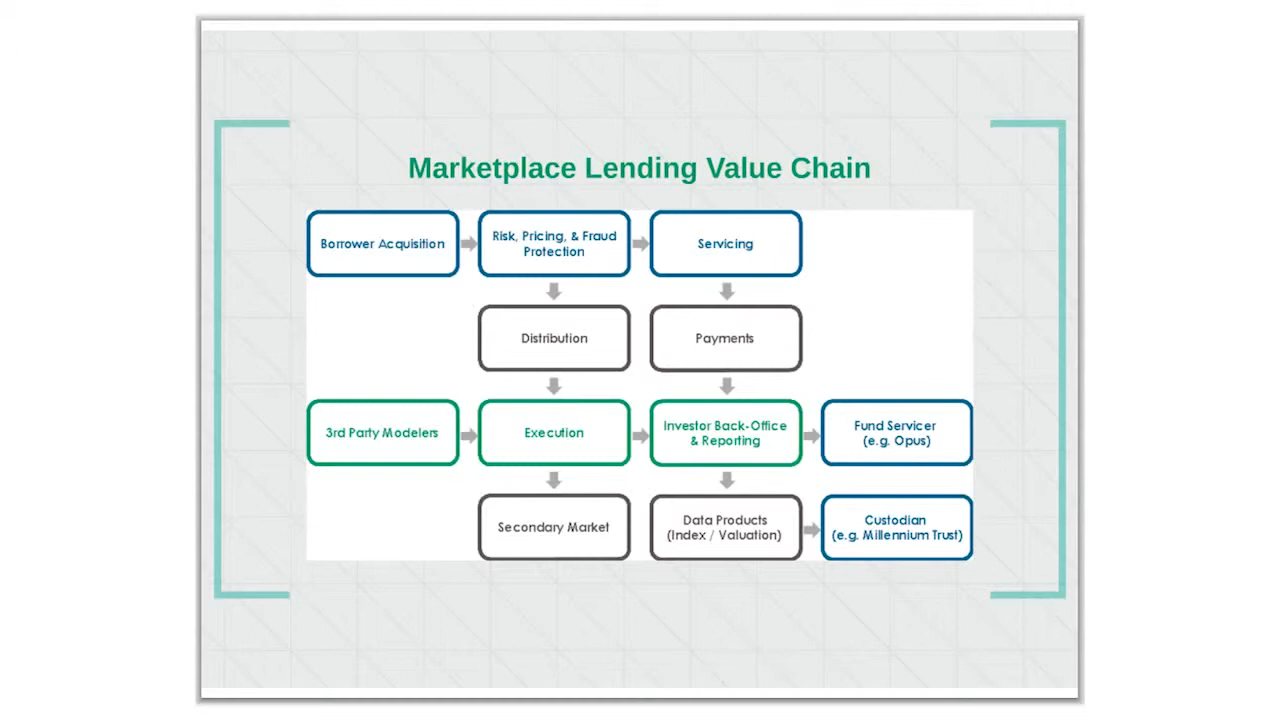 Marketplace Lending Value Chain
Borrower Acquisition
Risk, Pricing, & Fraud
Protection
Servicing
Distribution
Payments
3rd Party Modelers
Execution
Investor Back-Office
& Reporting
Fund Servicer
(e.g. Opus)
Secondary Market
Data Products
(Index / Valuation)
Custodian
(e.g. Millennium Trust)